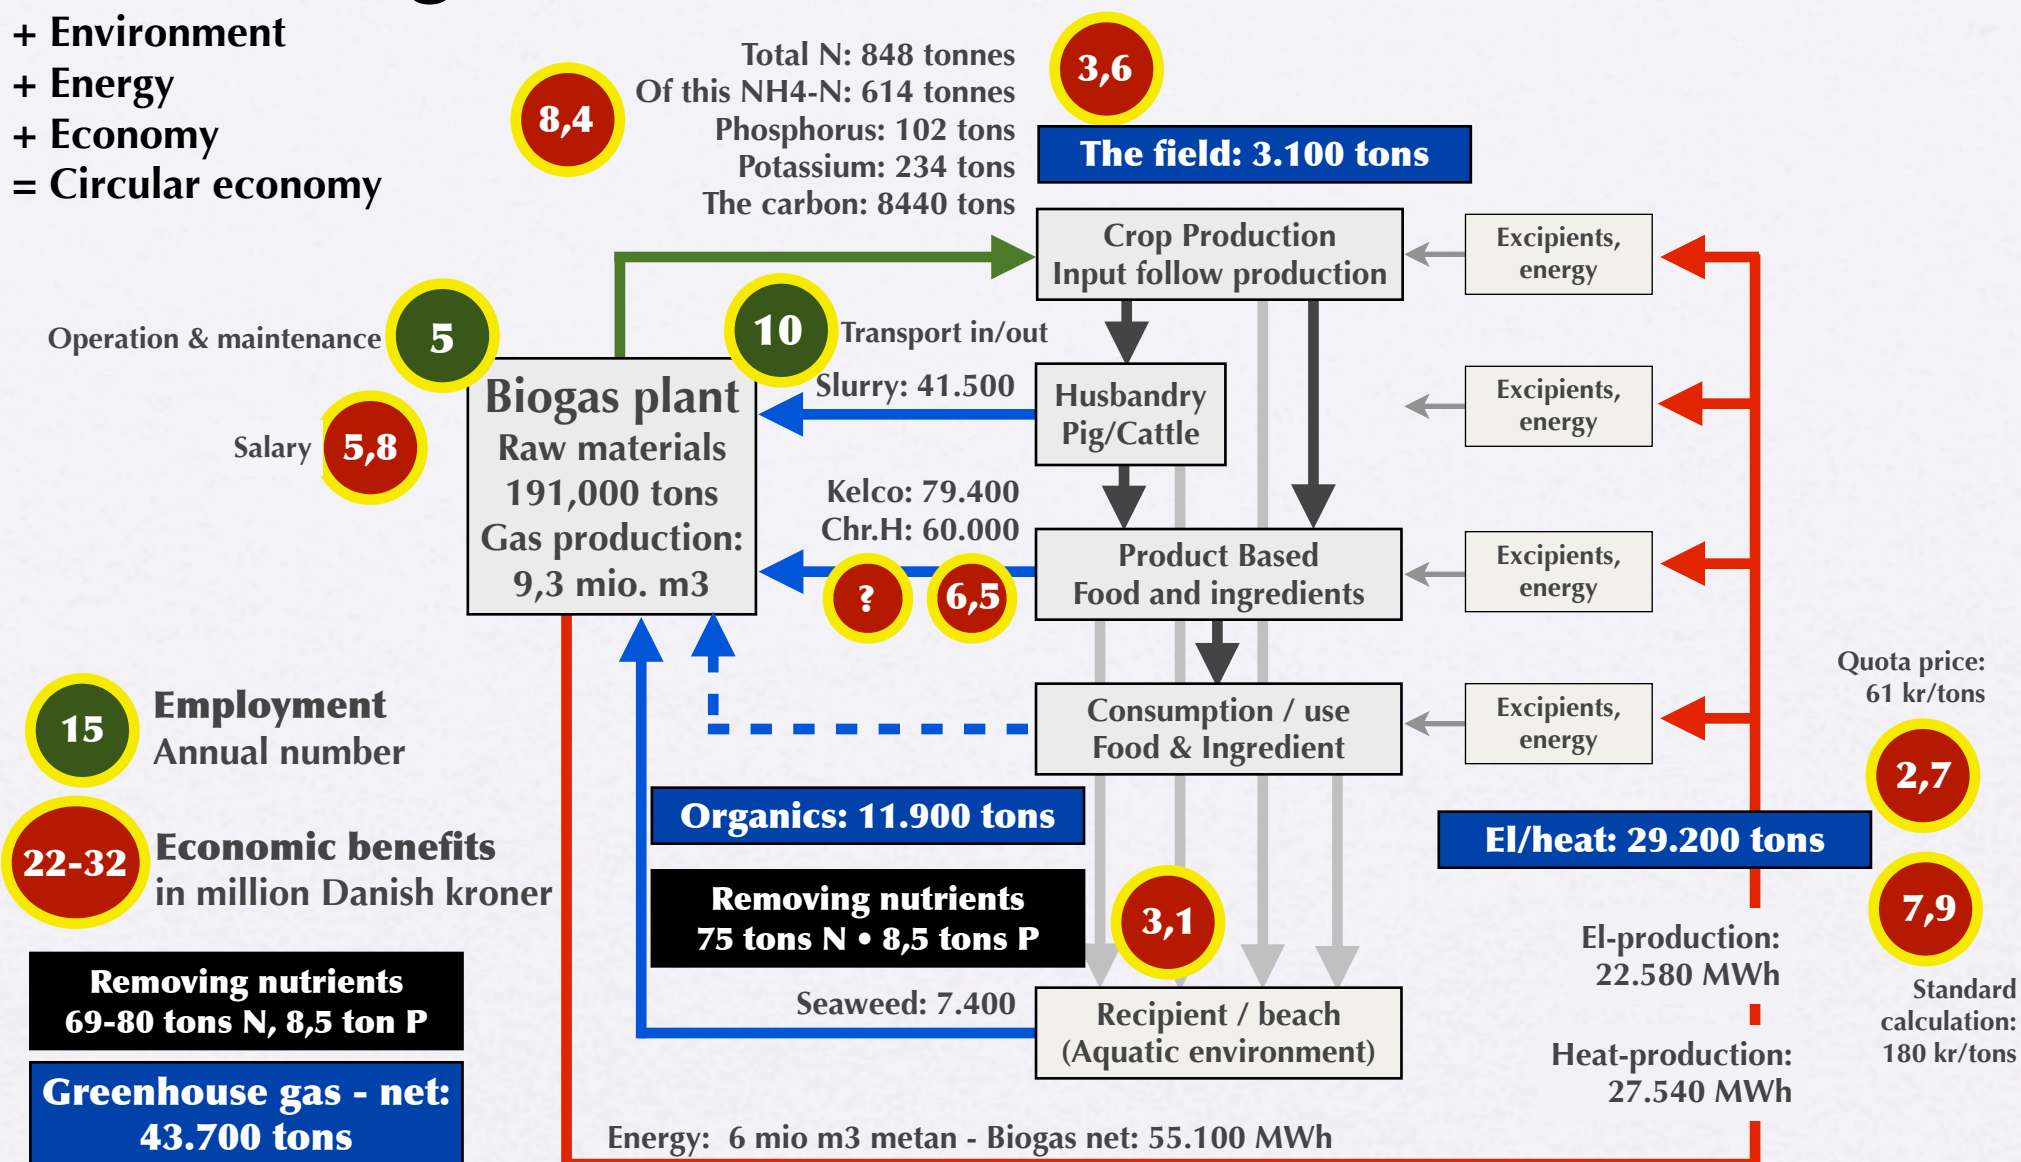 + Environment
+ Energy
+ Economy
= Circular economy
8,4
Total N: 848 tonnes
Of this NH4-N: 614 tonnes
Phosphorus: 102 tons
Potassium: 234 tons
The carbon: 8440 tons
3,6
The field: 3.100 tons
Crop Production
Input follow production
Excipients,
energy
Operation & maintenance
5
10
Transport in/out
Salary
5,8
Biogas plant
Raw materials
191,000 tons
Gas production:
9,3 mio. m3
Slurry: 41.500
Husbandry
Pig/Cattle
Excipients,
energy
Kelco: 79.400
Chr.H: 60.000
?
6,5
Product Based
Food and ingredients
Excipients,
energy
Consumption / use
Food & Ingredient
Excipients,
energy
Quota price:
61 kr/tons
2,7
15
Employment
Annual number
22-32
Economic benefits
in million Danish kroner
Organics: 11.900 tons
El/heat: 29.200 tons
Removing nutrients
75 tons N • 8,5 tons P
3,1
7,9
Standard
calculation:
180 kr/tons
El-production:
22.580 MWh
Heat-production:
27.540 MWh
Removing nutrients
69-80 tons N, 8,5 ton P
Greenhouse gas - net:
43.700 tons
Seaweed: 7.400
Recipient / beach
(Aquatic environment)
Energy: 6 mio m3 metan - Biogas net: 55.100 MWh